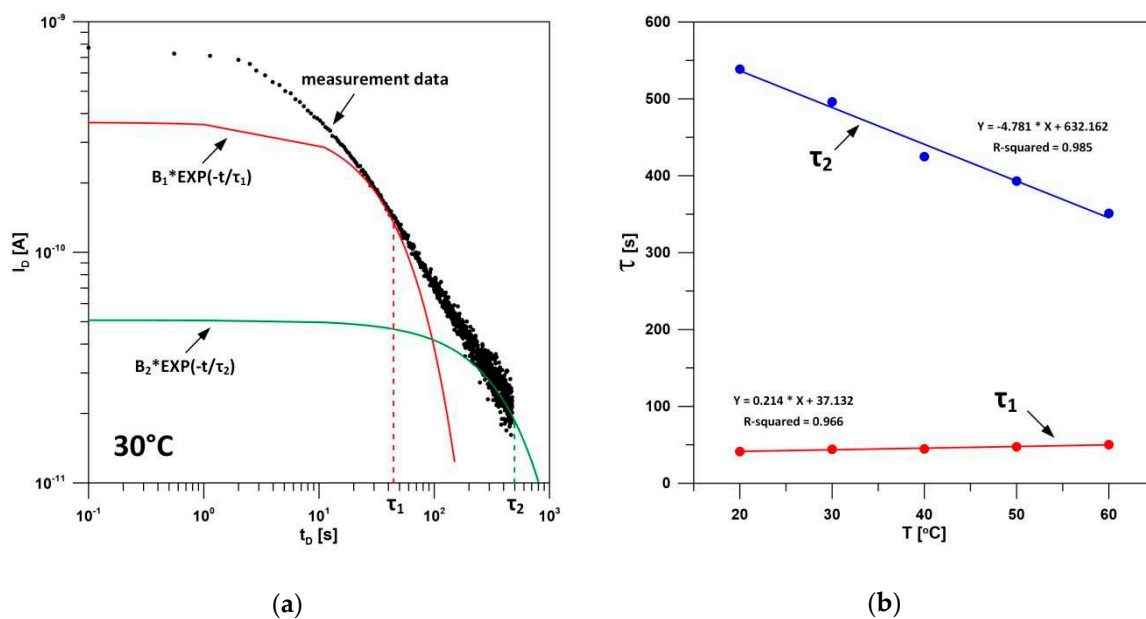 10⁻⁹
measurement data
B₁*EXP(-t/τ₁)
10⁻¹⁰
I_D [A]
B₂*EXP(-t/τ₂)
30°C
10⁻¹¹
τ₁ τ₂
10⁻¹ 10⁰ 10¹ 10² 10³
t_D [s]
(a)
600
500
400
300
200
100
0
τ [s]
Y = -4.781 * X + 632.162
R-squared = 0.985
τ₂
Y = 0.214 * X + 37.132
R-squared = 0.966
τ₁
20 30 40 50 60
T [°C]
(b)